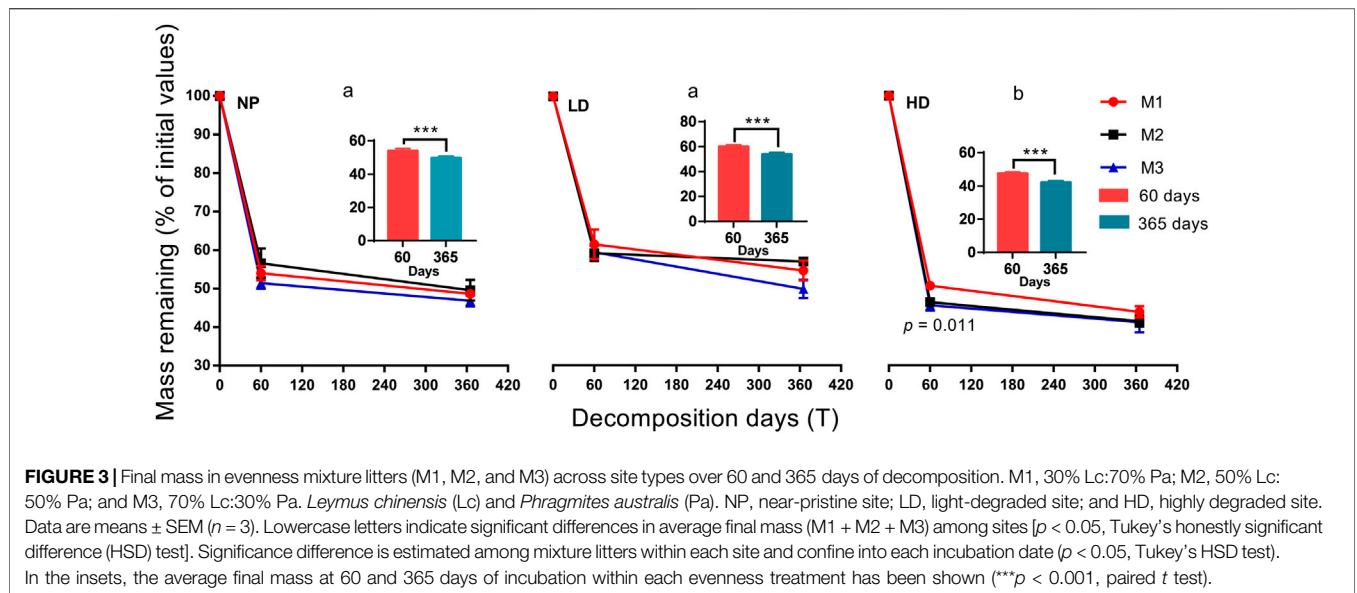 Mass remaining (% of initial values)
100
90
80
70
60
50
40
30
NP
a
60
40
20
0
***
60 365
Days
0 60 120 180 240 300 360 420
LD
a
80
60
40
20
0
***
60 365
Days
0 60 120 180 240 300 360 420
HD
b
60
40
20
0
***
60 365
Days
p = 0.011
0 60 120 180 240 300 360 420
M1
M2
M3
60 days
365 days
Decomposition days (T)
FIGURE 3 | Final mass in evenness mixture litters (M1, M2, and M3) across site types over 60 and 365 days of decomposition. M1, 30% Lc:70% Pa; M2, 50% Lc:
50% Pa; and M3, 70% Lc:30% Pa. Leymus chinensis (Lc) and Phragmites australis (Pa). NP, near-pristine site; LD, light-degraded site; and HD, highly degraded site.
Data are means ± SEM (n = 3). Lowercase letters indicate significant differences in average final mass (M1 + M2 + M3) among sites [p < 0.05, Tukey's honestly significant
difference (HSD) test]. Significance difference is estimated among mixture litters within each site and confine into each incubation date (p < 0.05, Tukey's HSD test).
In the insets, the average final mass at 60 and 365 days of incubation within each evenness treatment has been shown (***p < 0.001, paired t test).